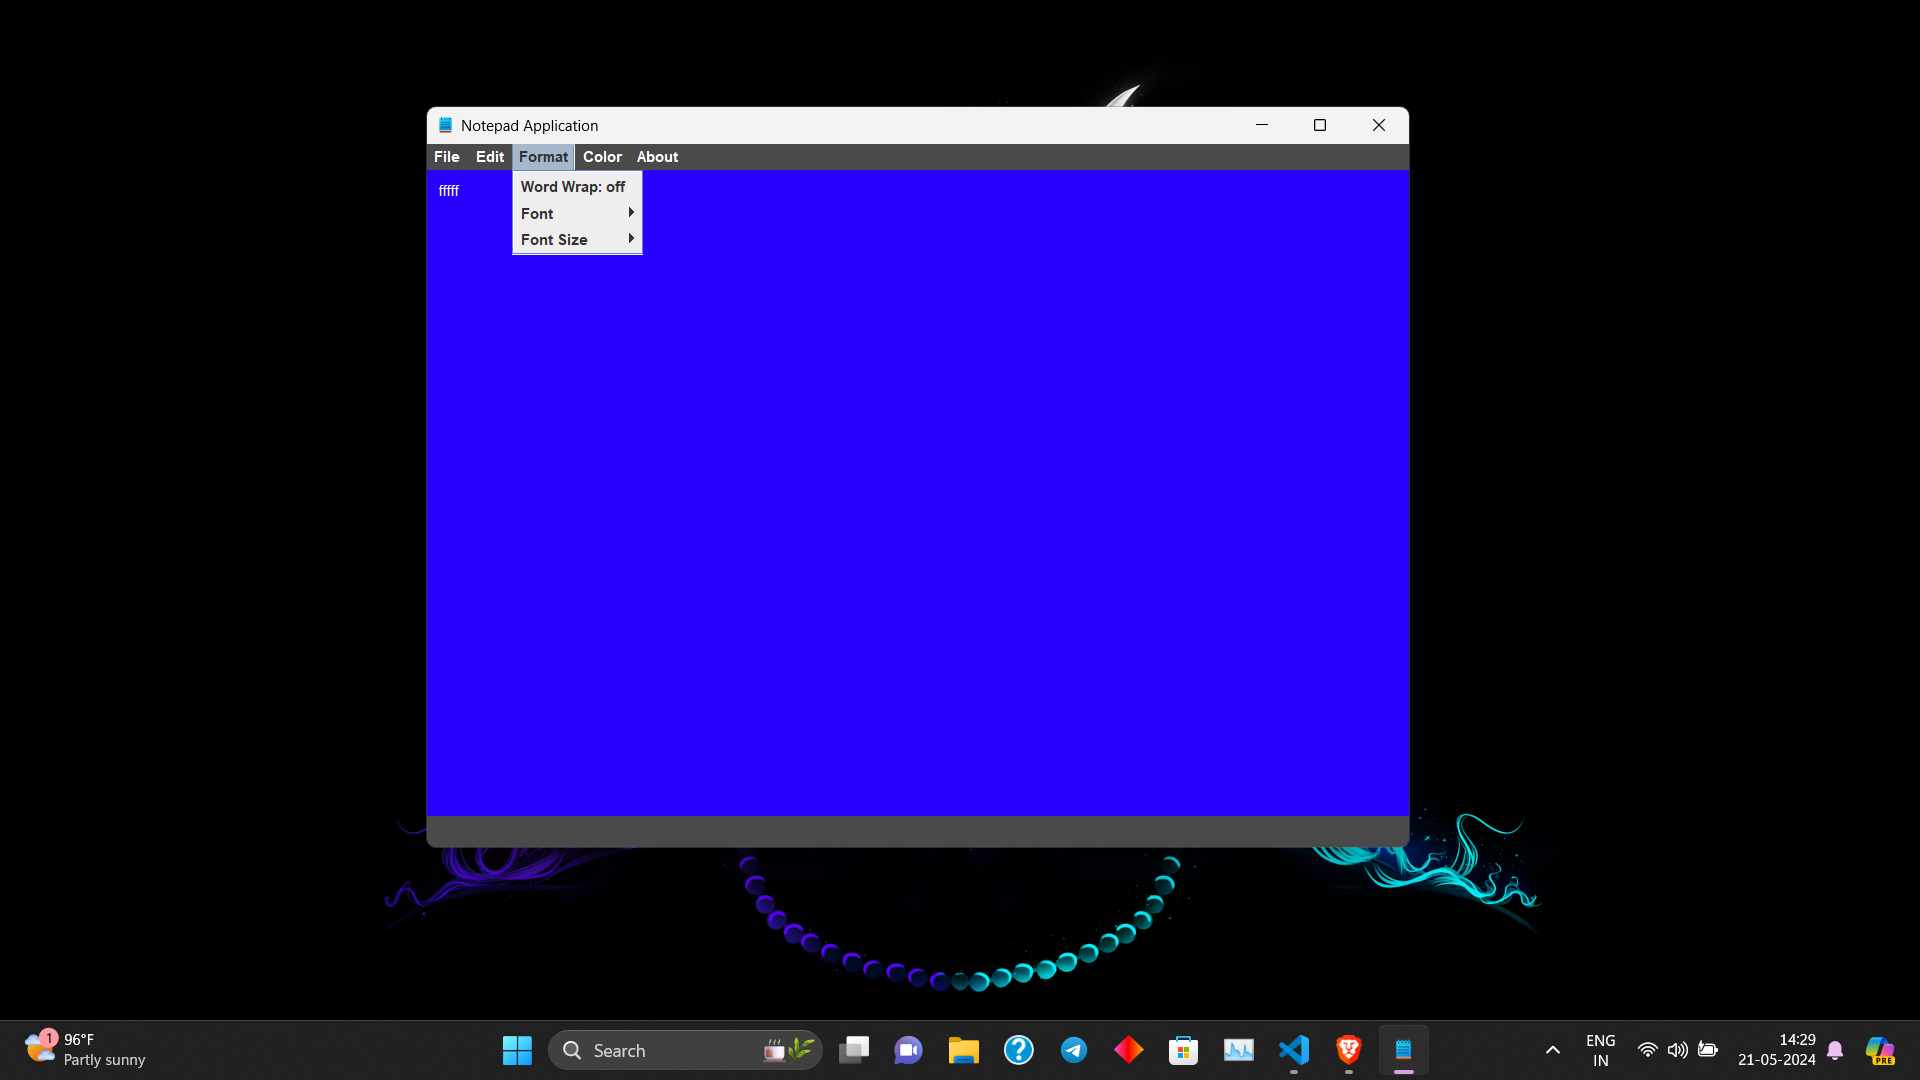 Notepad Application
File Edit Format Color About
fffff
Word Wrap: off
Font
Font Size
1
96°F
Partly sunny
Search
PRE
ENG
IN
14:29
21-05-2024